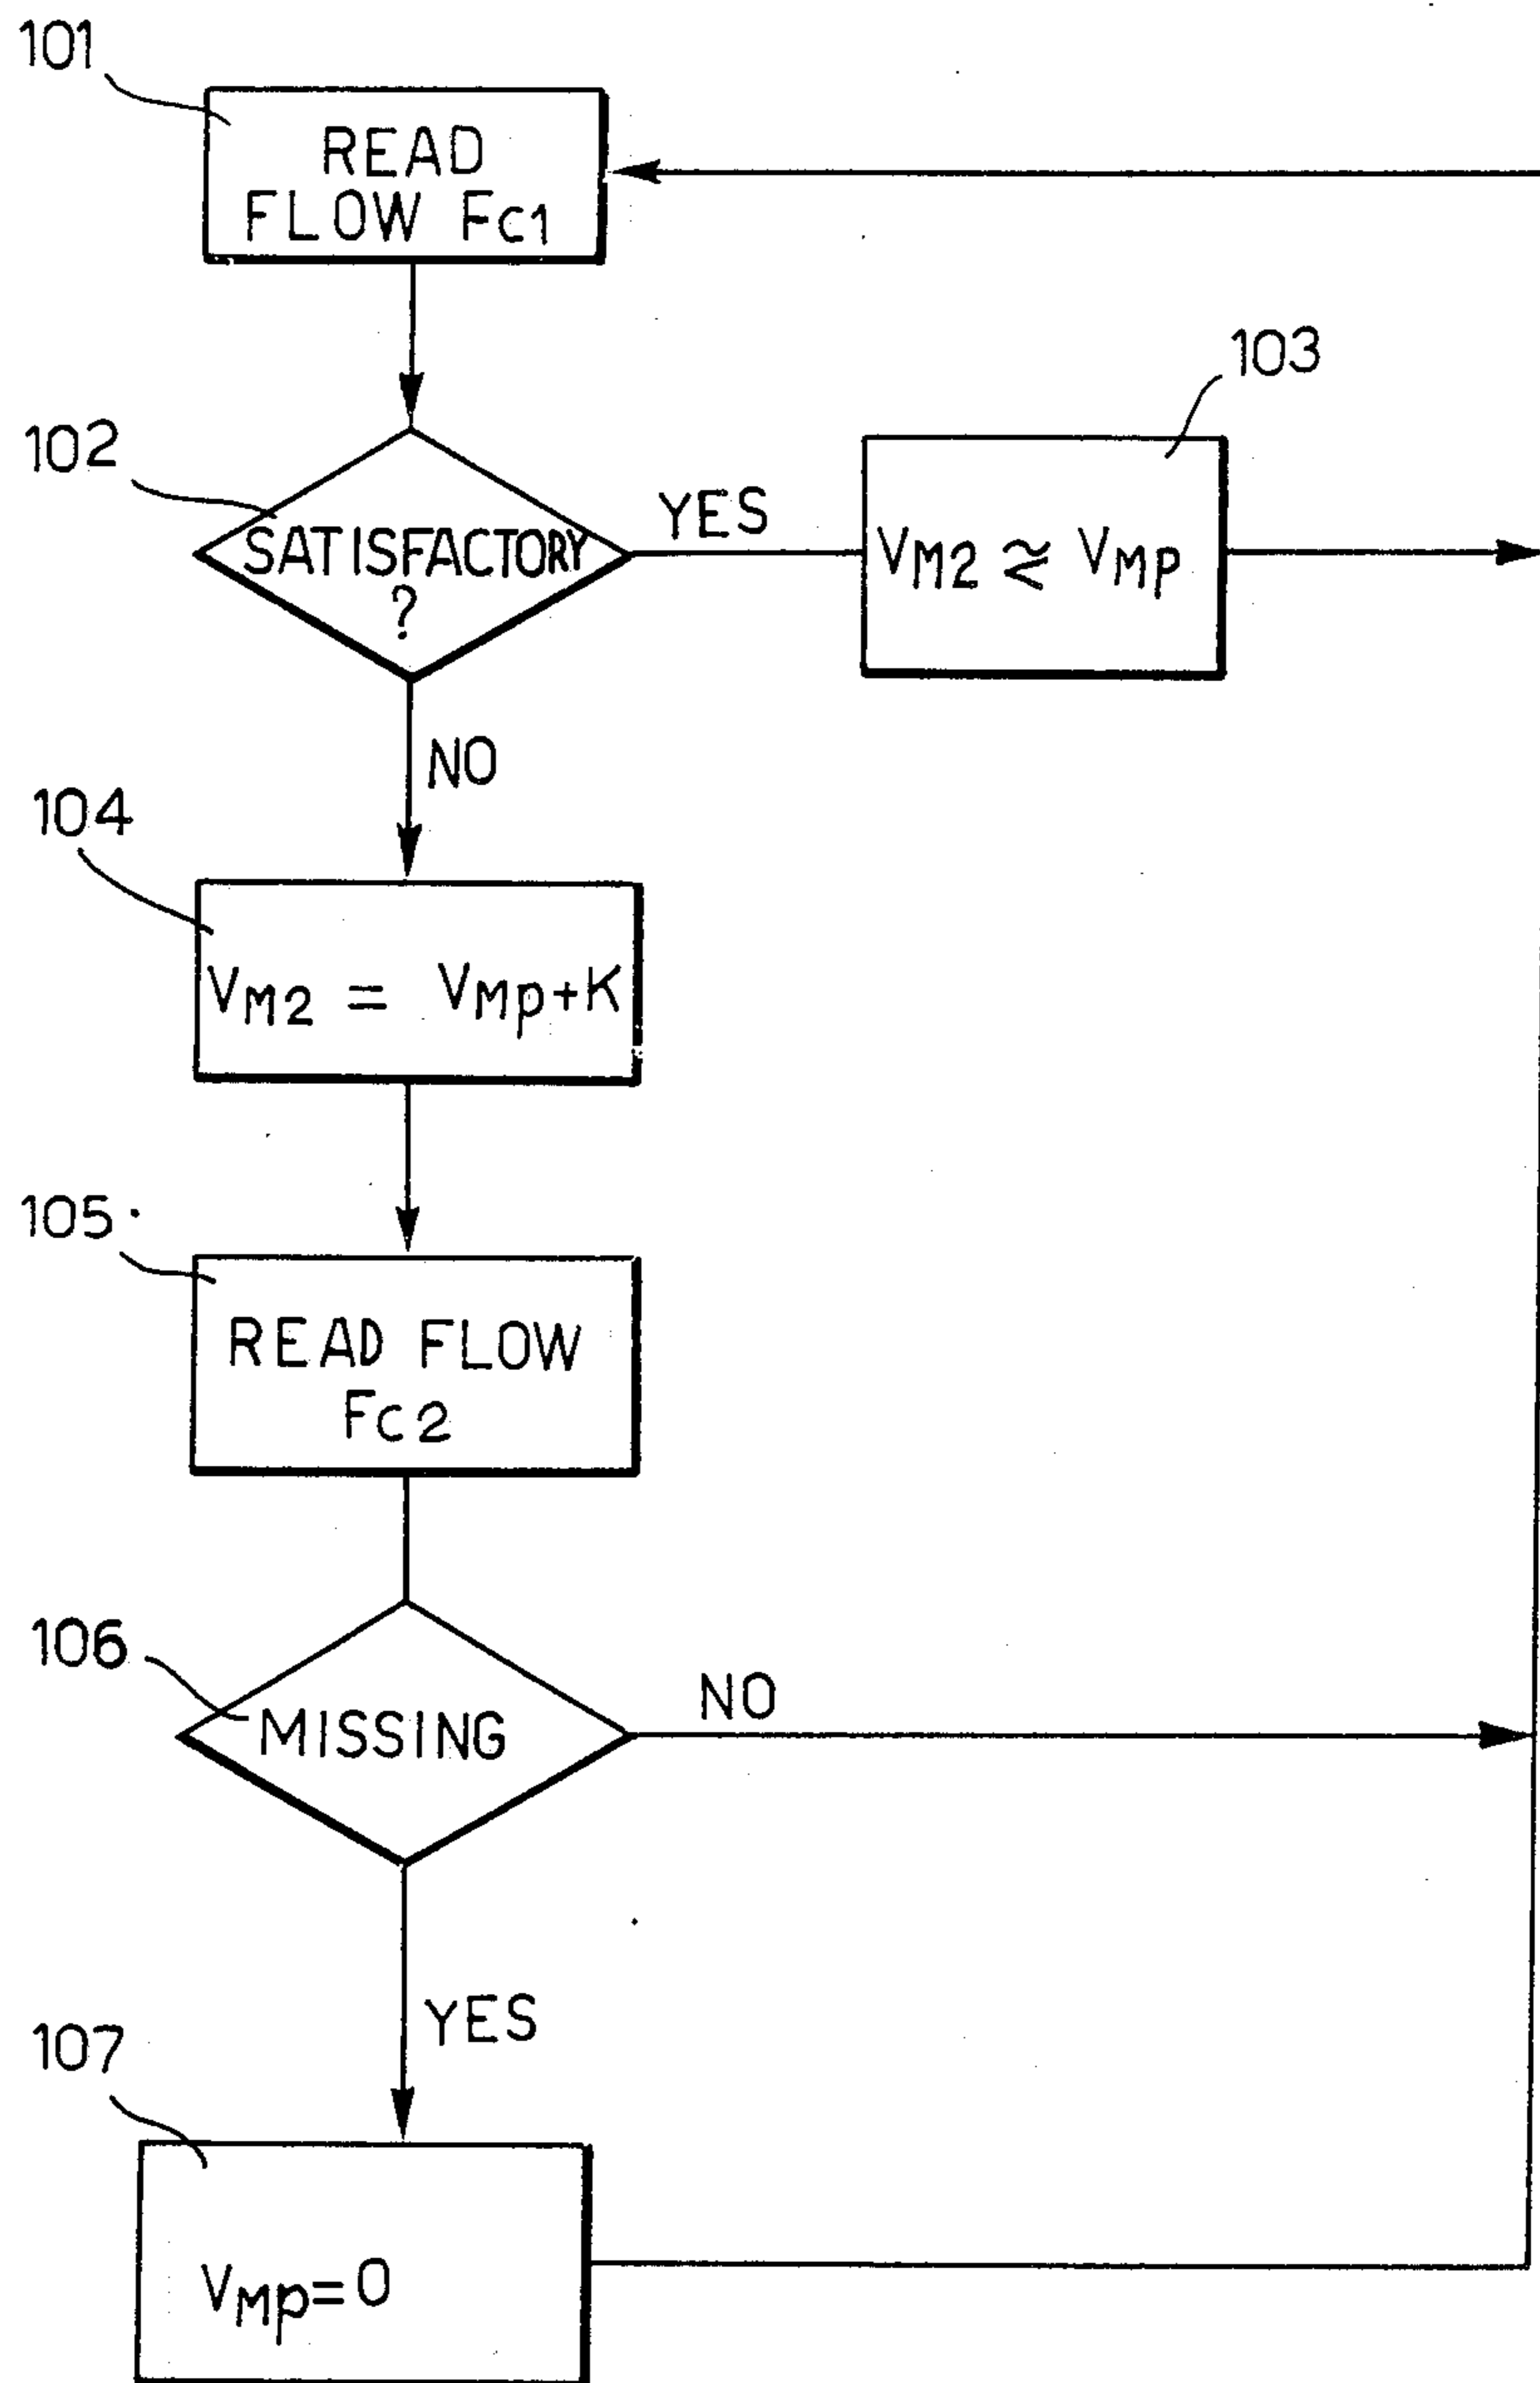 101
READ
FLOW Fc1
102
SATISFACTORY
?
YES
103
VM2 ⪞ VMp
NO
104
VM2 = VMp+K
105
READ FLOW
Fc2
106
MISSING
NO
YES
107
VMp=0